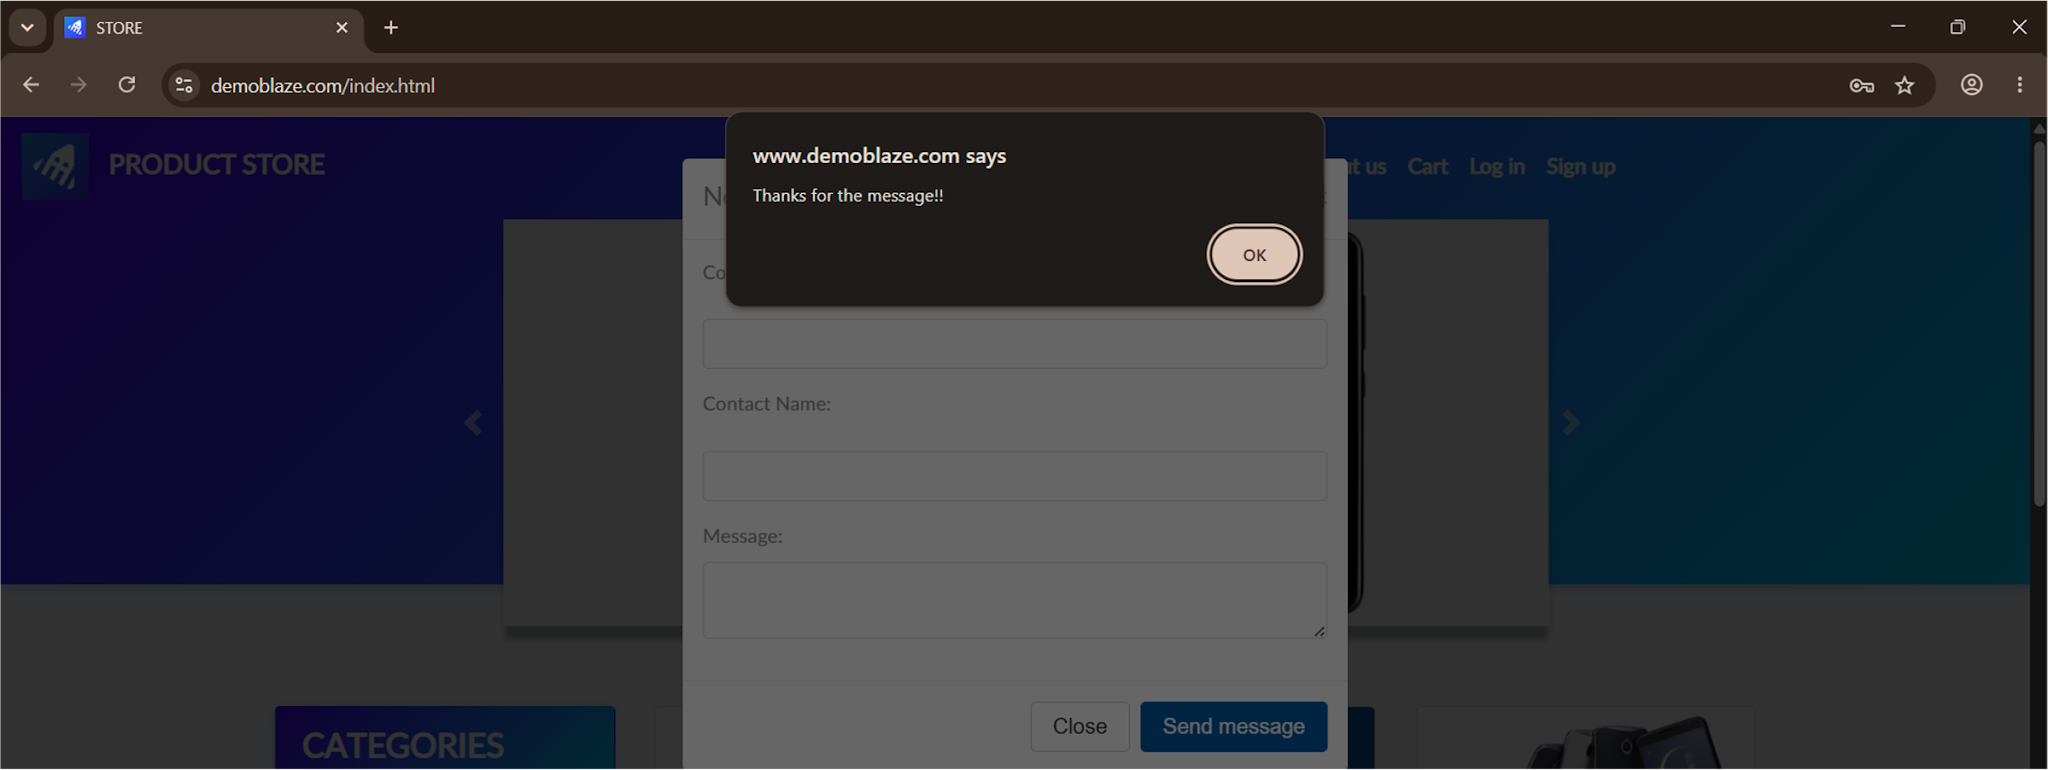 STORE
demoblaze.com/index.html
PRODUCT STORE
www.demoblaze.com says
Thanks for the message!!
OK
us Cart Log in Sign up
Contact Name:
Message:
Close Send message
CATEGORIES